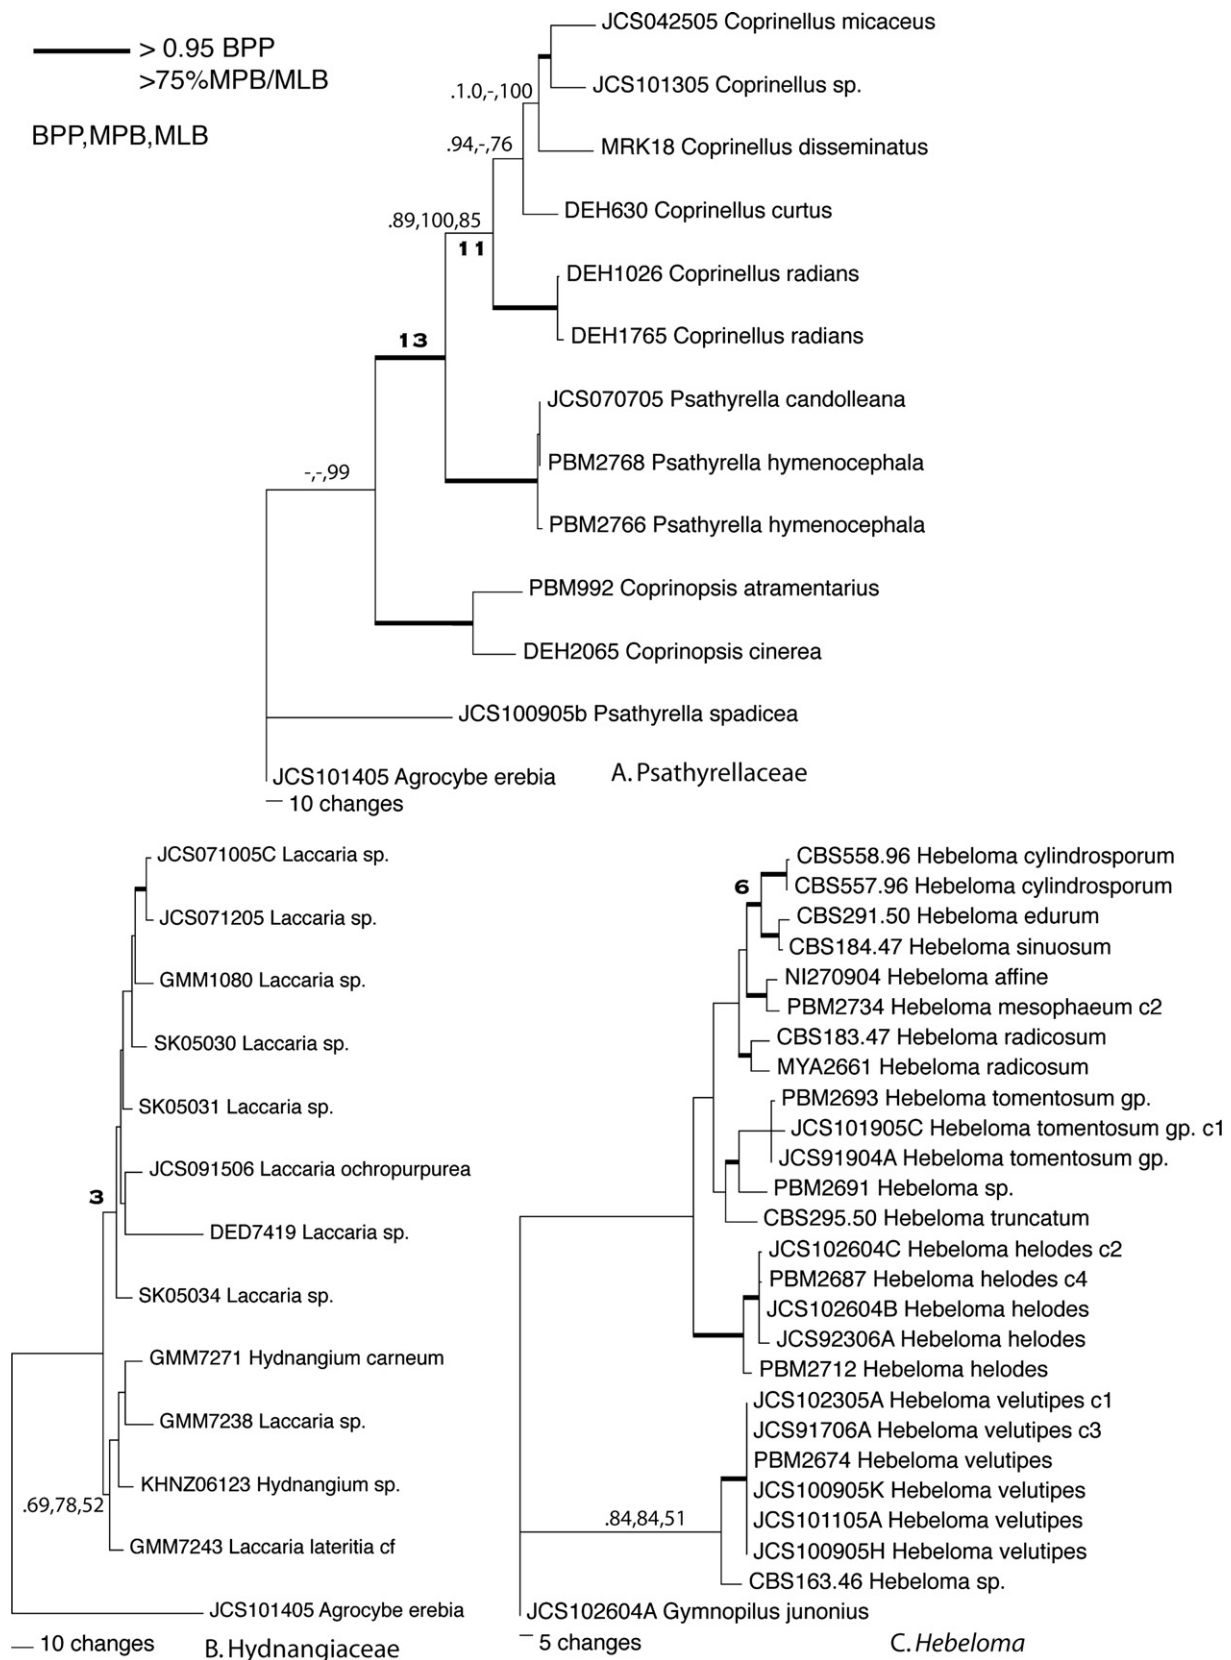 > 0.95 BPP
>75%MPB/MLB
BPP,MPB,MLB
JCS042505 Coprinellus micaceus
JCS101305 Coprinellus sp.
.1.0,-,100
MRK18 Coprinellus disseminatus
.94,-,76
DEH630 Coprinellus curtus
.89,100,85
11
DEH1026 Coprinellus radians
DEH1765 Coprinellus radians
13
JCS070705 Psathyrella candolleana
PBM2768 Psathyrella hymenocephala
-,-,99
PBM2766 Psathyrella hymenocephala
PBM992 Coprinopsis atramentarius
DEH2065 Coprinopsis cinerea
JCS100905b Psathyrella spadicea
JCS101405 Agrocybe erebia
A. Psathyrellaceae
10 changes
JCS071005C Laccaria sp.
JCS071205 Laccaria sp.
GMM1080 Laccaria sp.
SK05030 Laccaria sp.
SK05031 Laccaria sp.
JCS091506 Laccaria ochropurpurea
3
DED7419 Laccaria sp.
SK05034 Laccaria sp.
GMM7271 Hydnangium carneum
GMM7238 Laccaria sp.
KHNZ06123 Hydnangium sp.
.69,78,52
GMM7243 Laccaria lateritia cf
JCS101405 Agrocybe erebia
10 changes
B. Hydnangiaceae
CBS558.96 Hebeloma cylindrosporum
6
CBS557.96 Hebeloma cylindrosporum
CBS291.50 Hebeloma edurum
CBS184.47 Hebeloma sinuosum
NI270904 Hebeloma affine
PBM2734 Hebeloma mesophaeum c2
CBS183.47 Hebeloma radicosum
MYA2661 Hebeloma radicosum
PBM2693 Hebeloma tomentosum gp.
JCS101905C Hebeloma tomentosum gp. c1
JCS91904A Hebeloma tomentosum gp.
PBM2691 Hebeloma sp.
CBS295.50 Hebeloma truncatum
JCS102604C Hebeloma helodes c2
PBM2687 Hebeloma helodes c4
JCS102604B Hebeloma helodes
JCS92306A Hebeloma helodes
PBM2712 Hebeloma helodes
JCS102305A Hebeloma velutipes c1
JCS91706A Hebeloma velutipes c3
PBM2674 Hebeloma velutipes
JCS100905K Hebeloma velutipes
.84,84,51
JCS101105A Hebeloma velutipes
JCS100905H Hebeloma velutipes
CBS163.46 Hebeloma sp.
JCS102604A Gymnopilus junonius
5 changes
C. Hebeloma